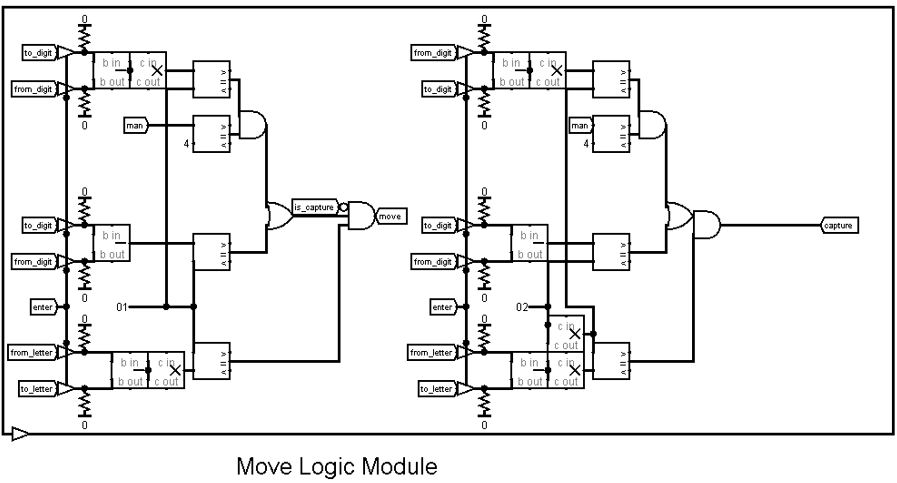 0 0
to_digit b in c in > from_digit b in c in >
from_digit b out c out = < to_digit b out c out = <
0 0
man > = < man > = <
4 4
0 0
is_capture move
to_digit b in > to_digit b in > capture
from_digit b out = < from_digit b out = <
0 0
enter 01 enter 02
0 0
c in
c out
from_letter b in c in > from_letter b in c in >
to_letter b out c out = < to_letter b out c out = <
0 0
Move Logic Module